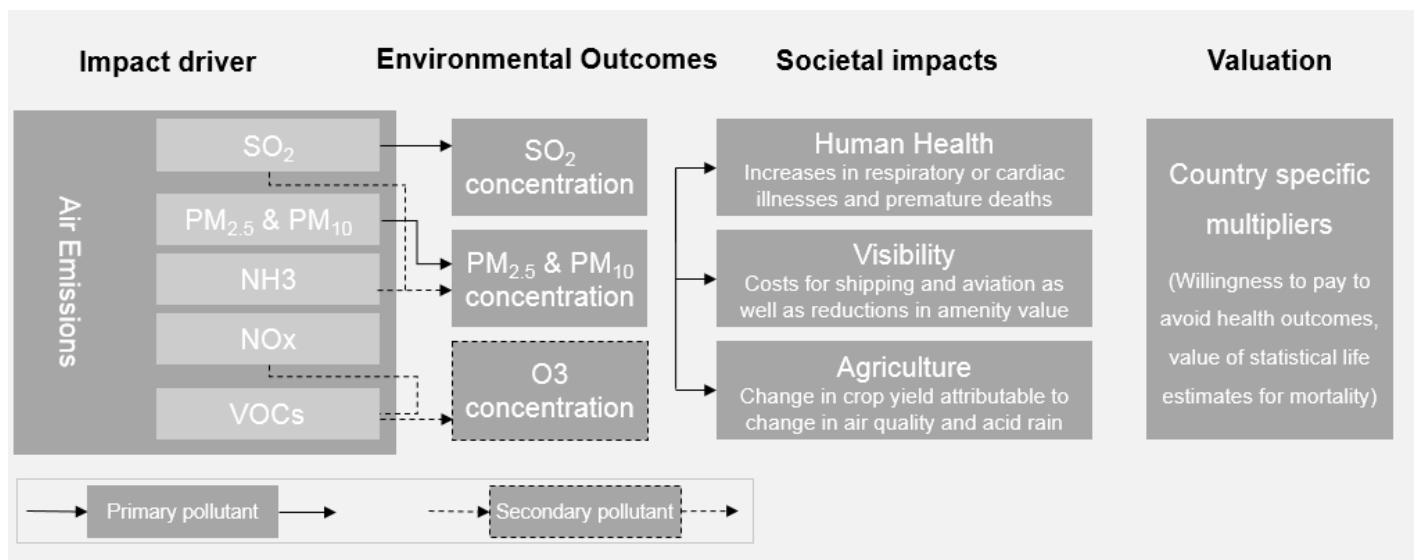 Impact driver
Environmental Outcomes
Societal impacts
Valuation
Air Emissions
SO₂
PM₂.₅ & PM₁₀
NH3
NOx
VOCs
SO₂
concentration
PM₂.₅ & PM₁₀
concentration
O3
concentration
Human Health
Increases in respiratory or cardiac
illnesses and premature deaths
Visibility
Costs for shipping and aviation as
well as reductions in amenity value
Agriculture
Change in crop yield attributable to
change in air quality and acid rain
Country specific
multipliers
(Willingness to pay to
avoid health outcomes,
value of statistical life
estimates for mortality)
Primary pollutant
Secondary pollutant